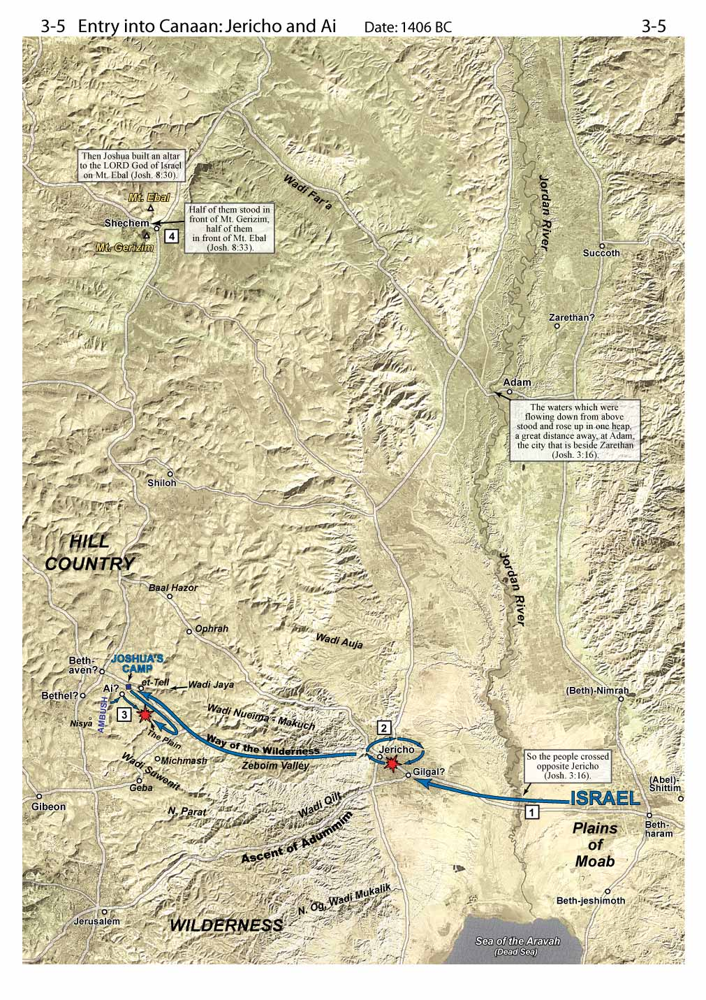 3-5 Entry into Canaan: Jericho and Ai Date: 1406 BC 3-5
Then Joshua built an altar
to the LORD God of Israel
on Mt. Ebal (Josh. 8:30).
Mt. Ebal
Shechem
Mt. Gerizim
4
Half of them stood in
front of Mt. Gerizim,
half of them
in front of Mt. Ebal
(Josh. 8:33).
Wadi Far'a
Jordan River
Succoth
Zarethan?
Adam
The waters which were
flowing down from above
stood and rose up in one heap,
a great distance away, at Adam,
the city that is beside Zarethan
(Josh. 3:16).
Shiloh
HILL
COUNTRY
Jordan River
Baal Hazor
Ophrah
Wadi Auja
JOSHUA'S
CAMP
Beth-
aven?
et-Tell
Wadi Jaya
Ai?
Bethel?
(Beth)-Nimrah
AMBUSH
3
Nisya
The Plain
Wadi Nueima - Makuch
Way of the Wilderness
Zeboim Valley
2
Jericho
Gilgal?
Michmash
Wadi Suwenit
Geba
So the people crossed
opposite Jericho
(Josh. 3:16).
(Abel)-
Shittim
ISRAEL
1
Gibeon
N. Parat
Wadi Qilt
Ascent of Adummim
Beth-
haram
Plains
of
Moab
N. Og, Wadi Mukalik
Beth-jeshimoth
Jerusalem
WILDERNESS
Sea of the Aravah
(Dead Sea)